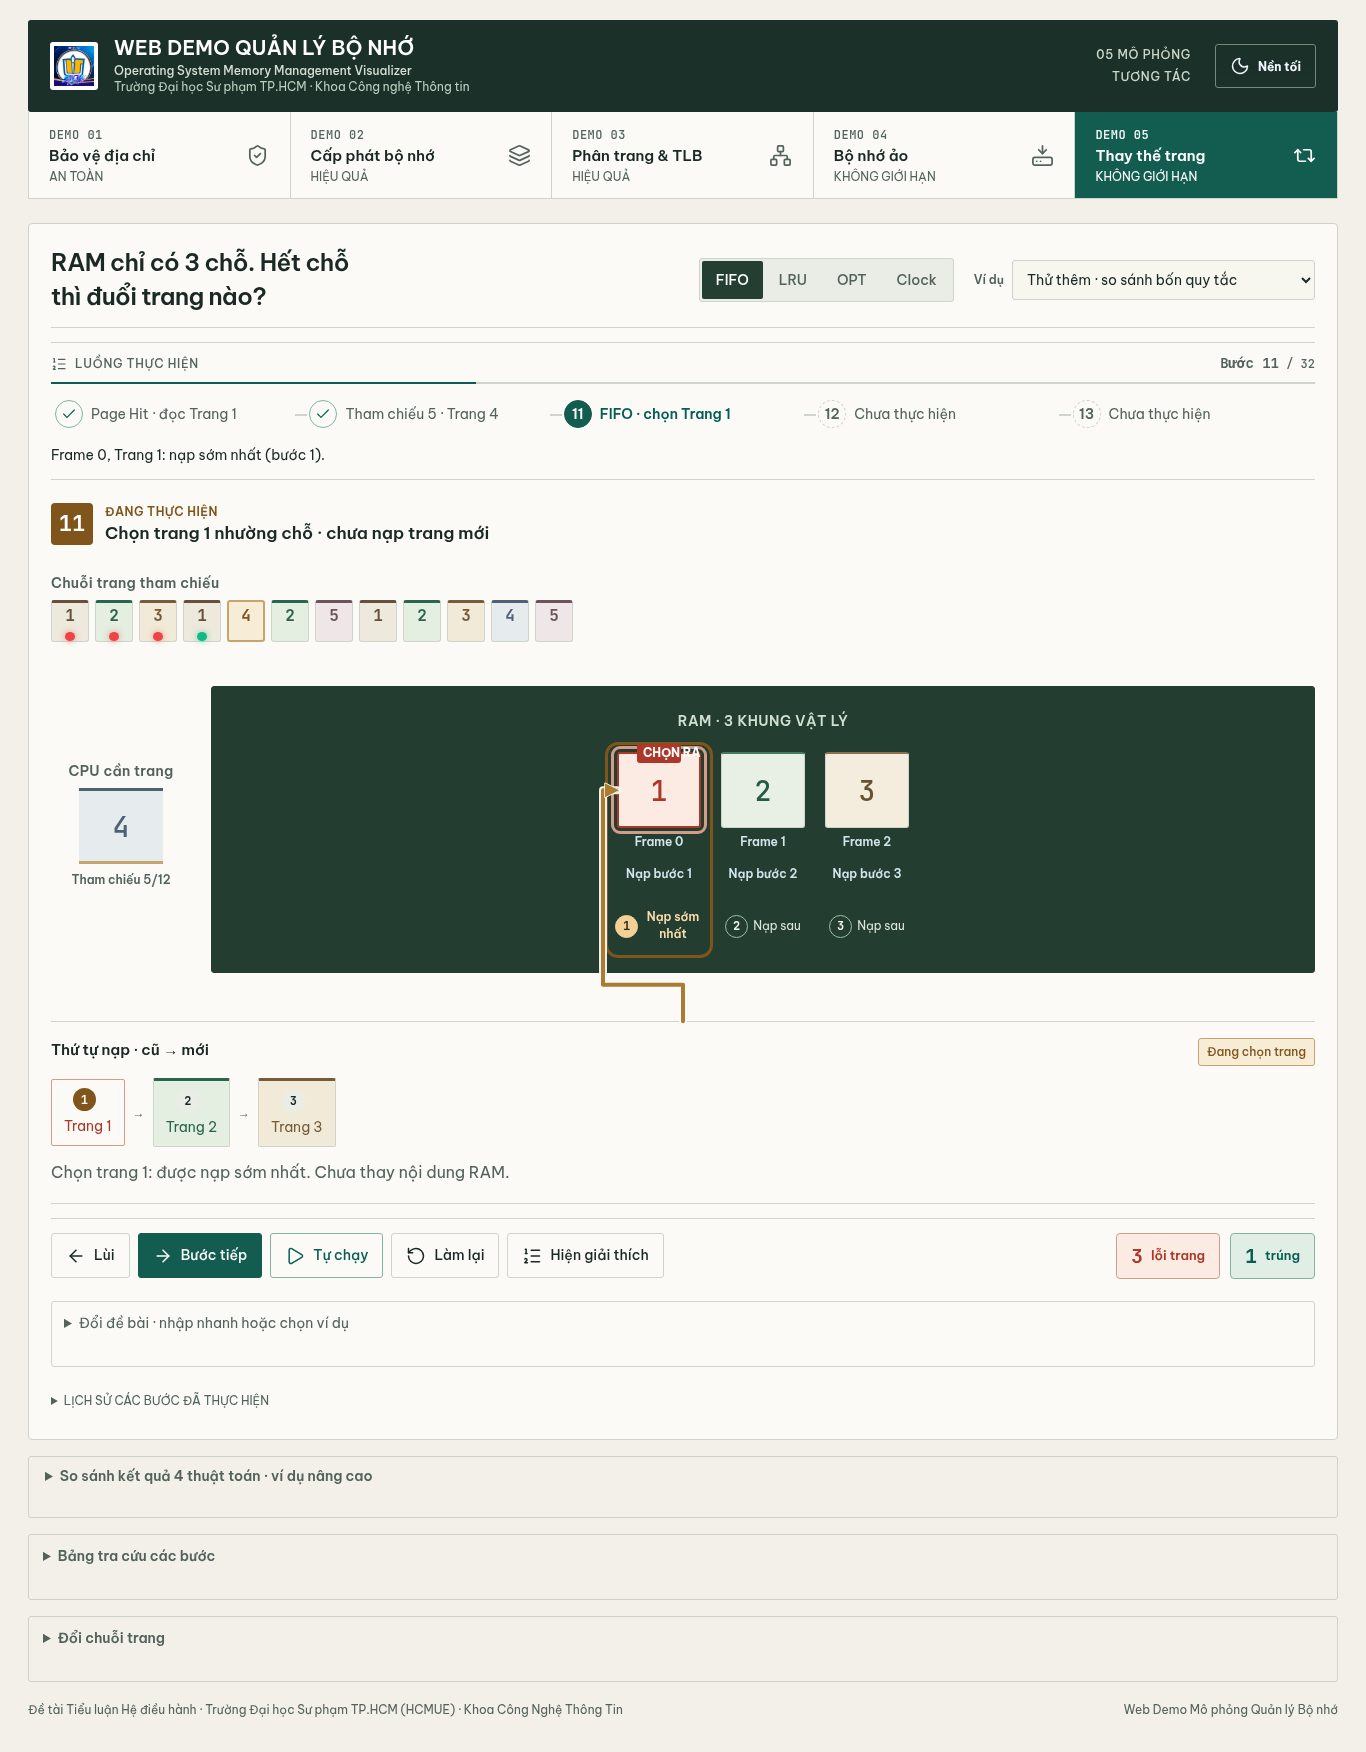 WEB DEMO QUẢN LÝ BỘ NHỚ
Operating System Memory Management Visualizer
Trường Đại học Sư phạm TP.HCM · Khoa Công nghệ Thông tin
05 MÔ PHỎNG
TƯƠNG TÁC
Nền tối
DEMO 01
Bảo vệ địa chỉ
AN TOÀN
DEMO 02
Cấp phát bộ nhớ
HIỆU QUẢ
DEMO 03
Phân trang & TLB
HIỆU QUẢ
DEMO 04
Bộ nhớ ảo
KHÔNG GIỚI HẠN
DEMO 05
Thay thế trang
KHÔNG GIỚI HẠN
RAM chỉ có 3 chỗ. Hết chỗ
thì đuổi trang nào?
FIFO LRU OPT Clock
Ví dụ
Thử thêm · so sánh bốn quy tắc
LUỒNG THỰC HIỆN
Bước 11 / 32
Page Hit · đọc Trang 1
Tham chiếu 5 · Trang 4
11 FIFO · chọn Trang 1
12 Chưa thực hiện
13 Chưa thực hiện
Frame 0, Trang 1: nạp sớm nhất (bước 1).
11
ĐANG THỰC HIỆN
Chọn trang 1 nhường chỗ · chưa nạp trang mới
Chuỗi trang tham chiếu
1 2 3 1 4 2 5 1 2 3 4 5
RAM · 3 KHUNG VẬT LÝ
CPU cần trang
4
Tham chiếu 5/12
CHỌN RA
1
Frame 0
Nạp bước 1
1 Nạp sớm
nhất
2
Frame 1
Nạp bước 2
2 Nạp sau
3
Frame 2
Nạp bước 3
3 Nạp sau
Thứ tự nạp · cũ → mới
Đang chọn trang
1
Trang 1
→
2
Trang 2
→
3
Trang 3
Chọn trang 1: được nạp sớm nhất. Chưa thay nội dung RAM.
Lùi
Bước tiếp
Tự chạy
Làm lại
Hiện giải thích
3 lỗi trang
1 trúng
Đổi đề bài · nhập nhanh hoặc chọn ví dụ
LỊCH SỬ CÁC BƯỚC ĐÃ THỰC HIỆN
So sánh kết quả 4 thuật toán · ví dụ nâng cao
Bảng tra cứu các bước
Đổi chuỗi trang
Đề tài Tiểu luận Hệ điều hành · Trường Đại học Sư phạm TP.HCM (HCMUE) · Khoa Công Nghệ Thông Tin
Web Demo Mô phỏng Quản lý Bộ nhớ